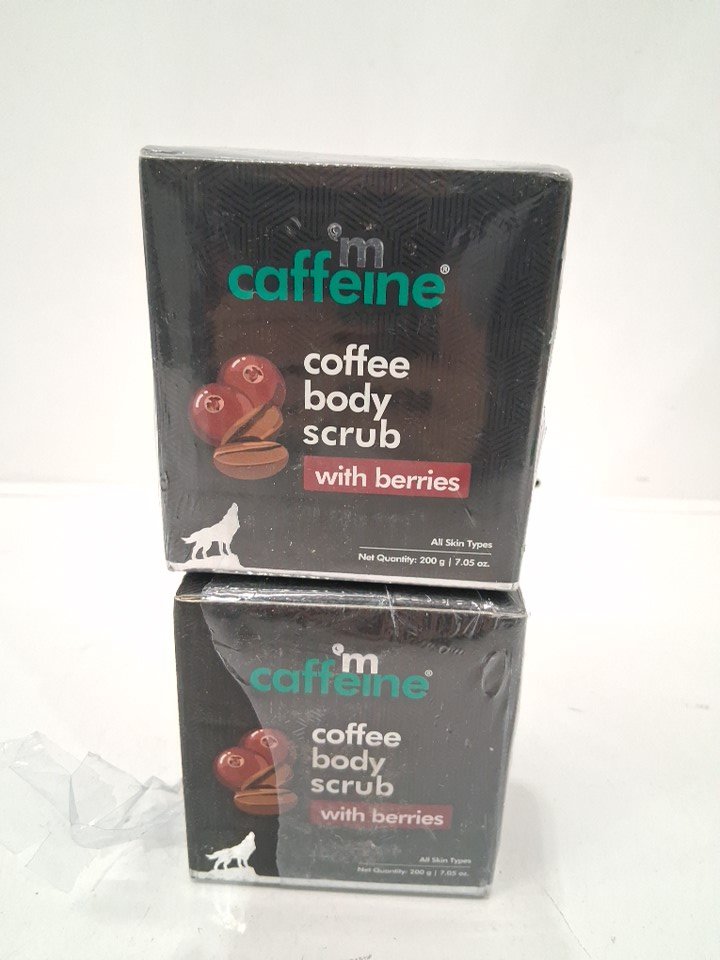 'm
caffeine®
coffee
body
scrub
with berries
All Skin Types
Net Quantity: 200 g | 7.05 oz.
'm
caffeine®
coffee
body
scrub
with berries
All Skin Types
Net Quantity: 200 g | 7.05 oz.